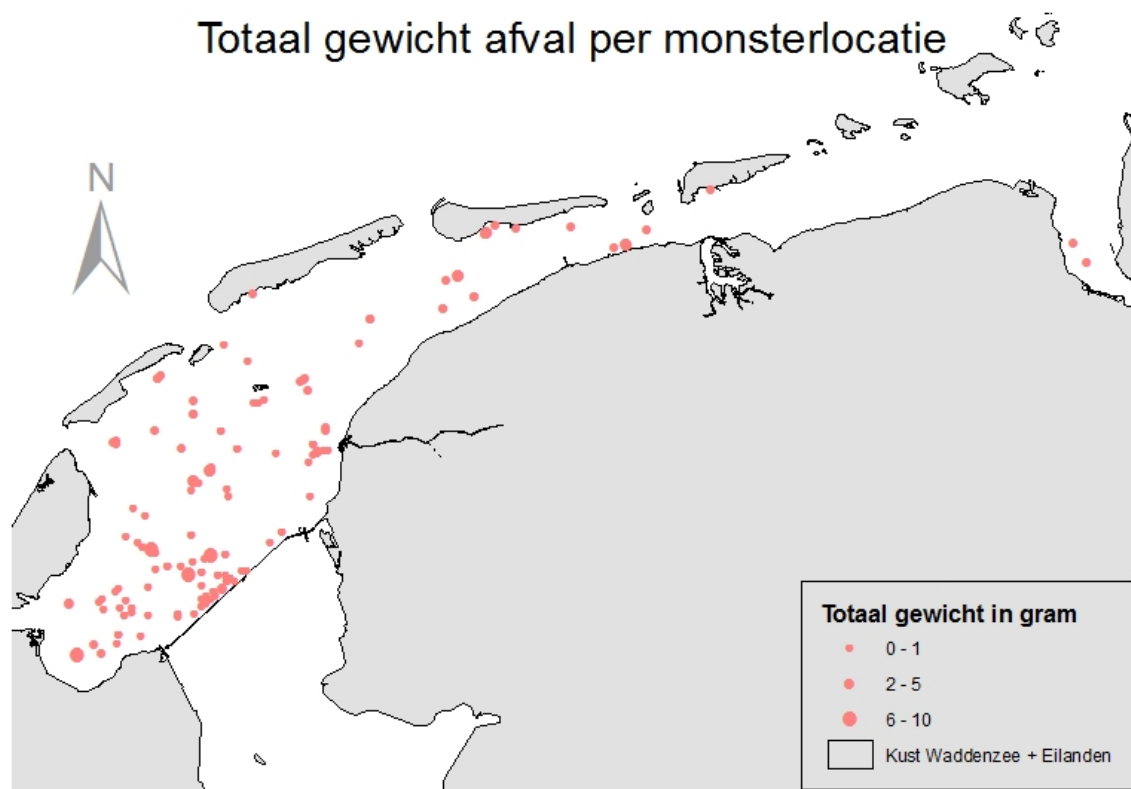 Totaal gewicht afval per monsterlocatie
N
Totaal gewicht in gram
0 - 1
2 - 5
6 - 10
Kust Waddenzee + Eilanden